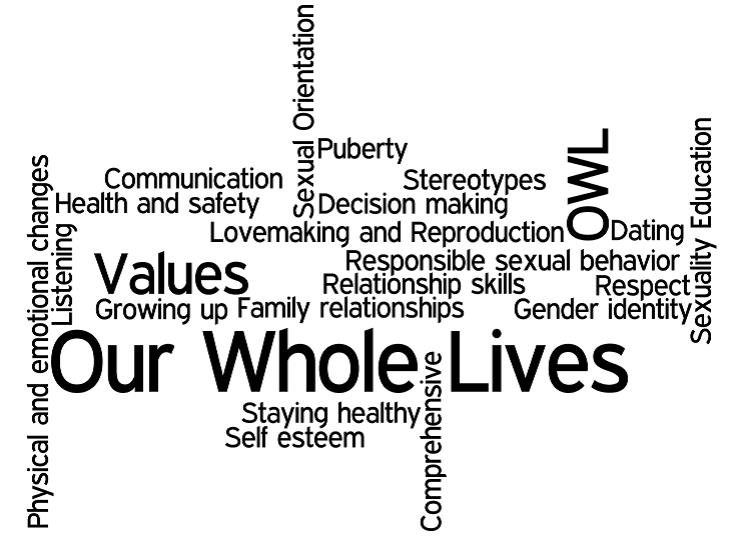 Sexual Orientation
Puberty
Communication
Stereotypes
OWL
Sexuality Education
Physical and emotional changes
Health and safety
Decision making
Listening
Lovemaking and Reproduction
Dating
Values
Responsible sexual behavior
Relationship skills
Respect
Growing up
Family relationships
Gender identity
Our Whole Lives
Comprehensive
Staying healthy
Self esteem